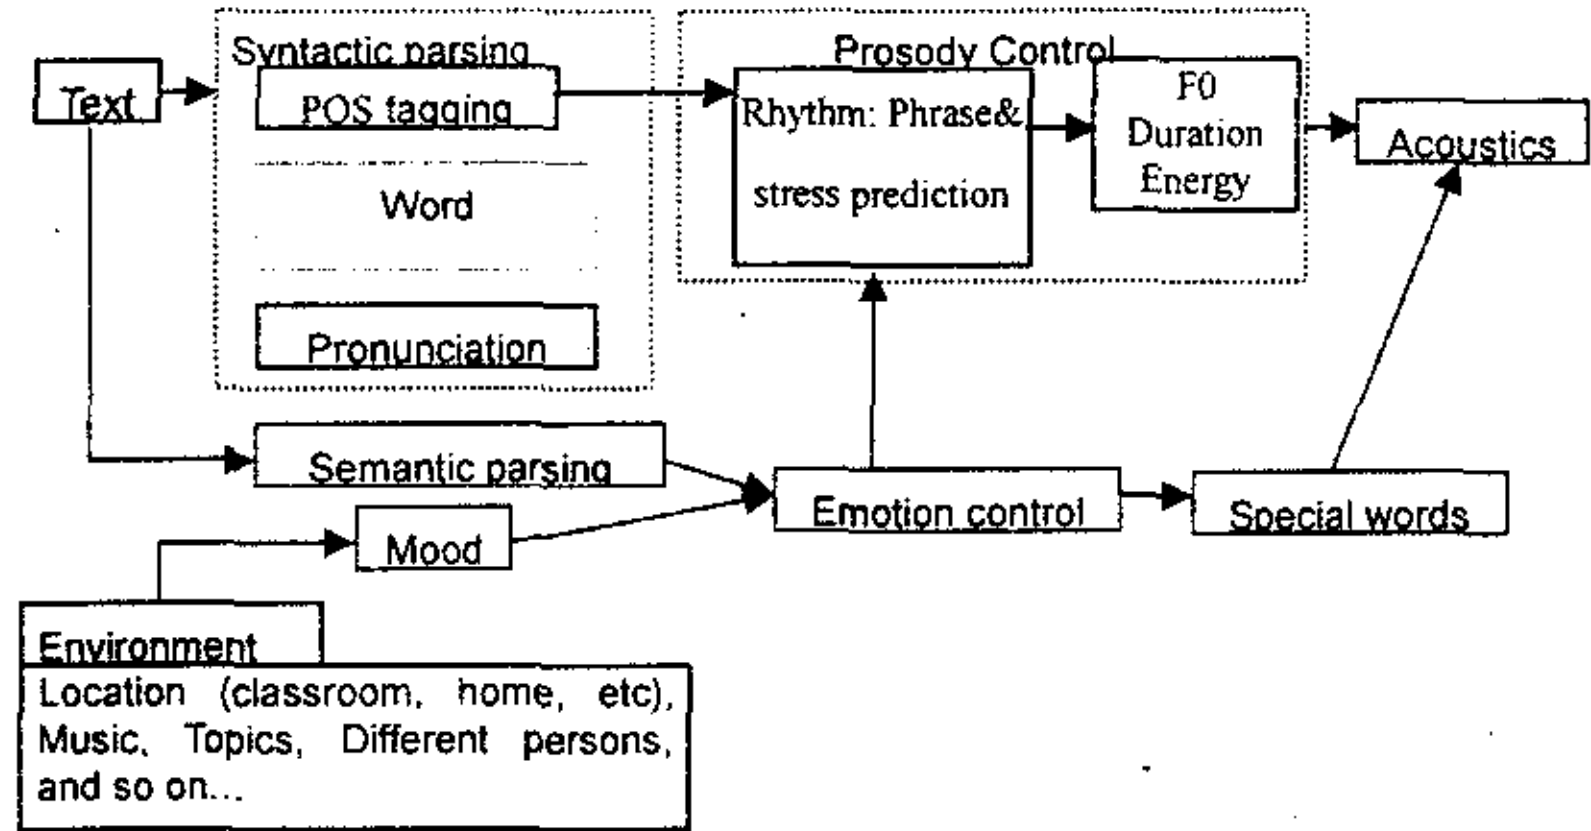 Syntactic parsing
Prosody Control
Text
POS tagging
Rhythm: Phrase&
stress prediction
F0
Duration
Energy
Acoustics
Word
Pronunciation
Semantic parsing
Emotion control
Special words
Mood
Environment
Location (classroom, home, etc),
Music, Topics, Different persons,
and so on...